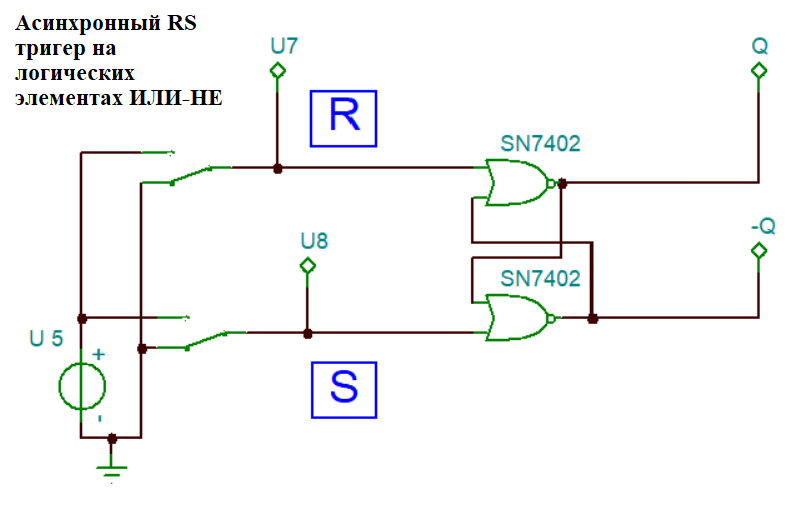 Асинхронный RS
тригер на
логических
элементах ИЛИ-НЕ
U7
Q
R
SN7402
U8
-Q
SN7402
U 5
+
-
S